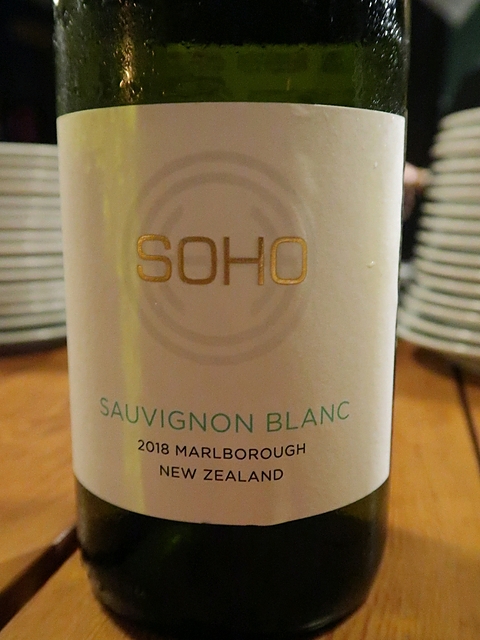 SOHO
SAUVIGNON BLANC
2018 MARLBOROUGH
NEW ZEALAND